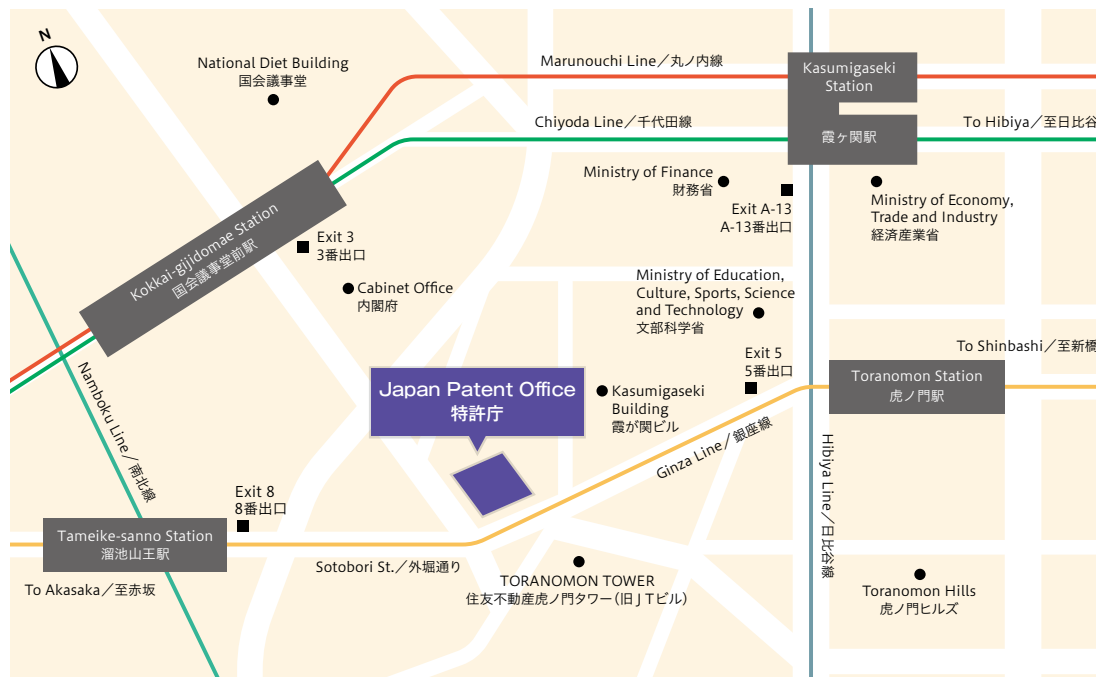 N
National Diet Building
国会議事堂
Marunouchi Line／丸ノ内線
Kasumigaseki
Station
霞ヶ関駅
Chiyoda Line／千代田線
To Hibiya／至日比谷
Ministry of Finance
財務省
Exit A-13
A-13番出口
Ministry of Economy,
Trade and Industry
経済産業省
Kokkai-gijidomae Station
国会議事堂前駅
Exit 3
3番出口
Cabinet Office
内閣府
Ministry of Education,
Culture, Sports, Science
and Technology
文部科学省
Exit 5
5番出口
To Shinbashi／至新橋
Toranomon Station
虎ノ門駅
Namboku Line／南北線
Japan Patent Office
特許庁
Kasumigaseki
Building
霞が関ビル
Ginza Line／銀座線
Hibiya Line／日比谷線
Exit 8
8番出口
Tameike-sanno Station
溜池山王駅
To Akasaka／至赤坂
Sotobori St.／外堀通り
TORANOMON TOWER
住友不動産虎ノ門タワー（旧ＪＴビル）
Toranomon Hills
虎ノ門ヒルズ